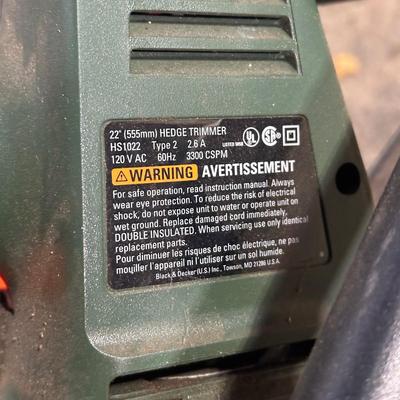 22" (555mm) HEDGE TRIMMER
HS1022 Type 2 2.6 A LISTED 185B UL SA
120 V AC 60Hz 3300 CSPM
WARNING AVERTISSEMENT
For safe operation, read instruction manual. Always
wear eye protection. To reduce the risk of electrical
shock, do not expose unit to water or operate unit on
wet ground. Replace damaged cord immediately.
DOUBLE INSULATED. When servicing use only identical
replacement parts.
Pour diminuer les risques de choc électrique, ne pas
mouiller l'appareil ni l'utiliser sur un sol humide.
Black & Decker (U.S.) Inc., Towson, MD 21286 U.S.A.